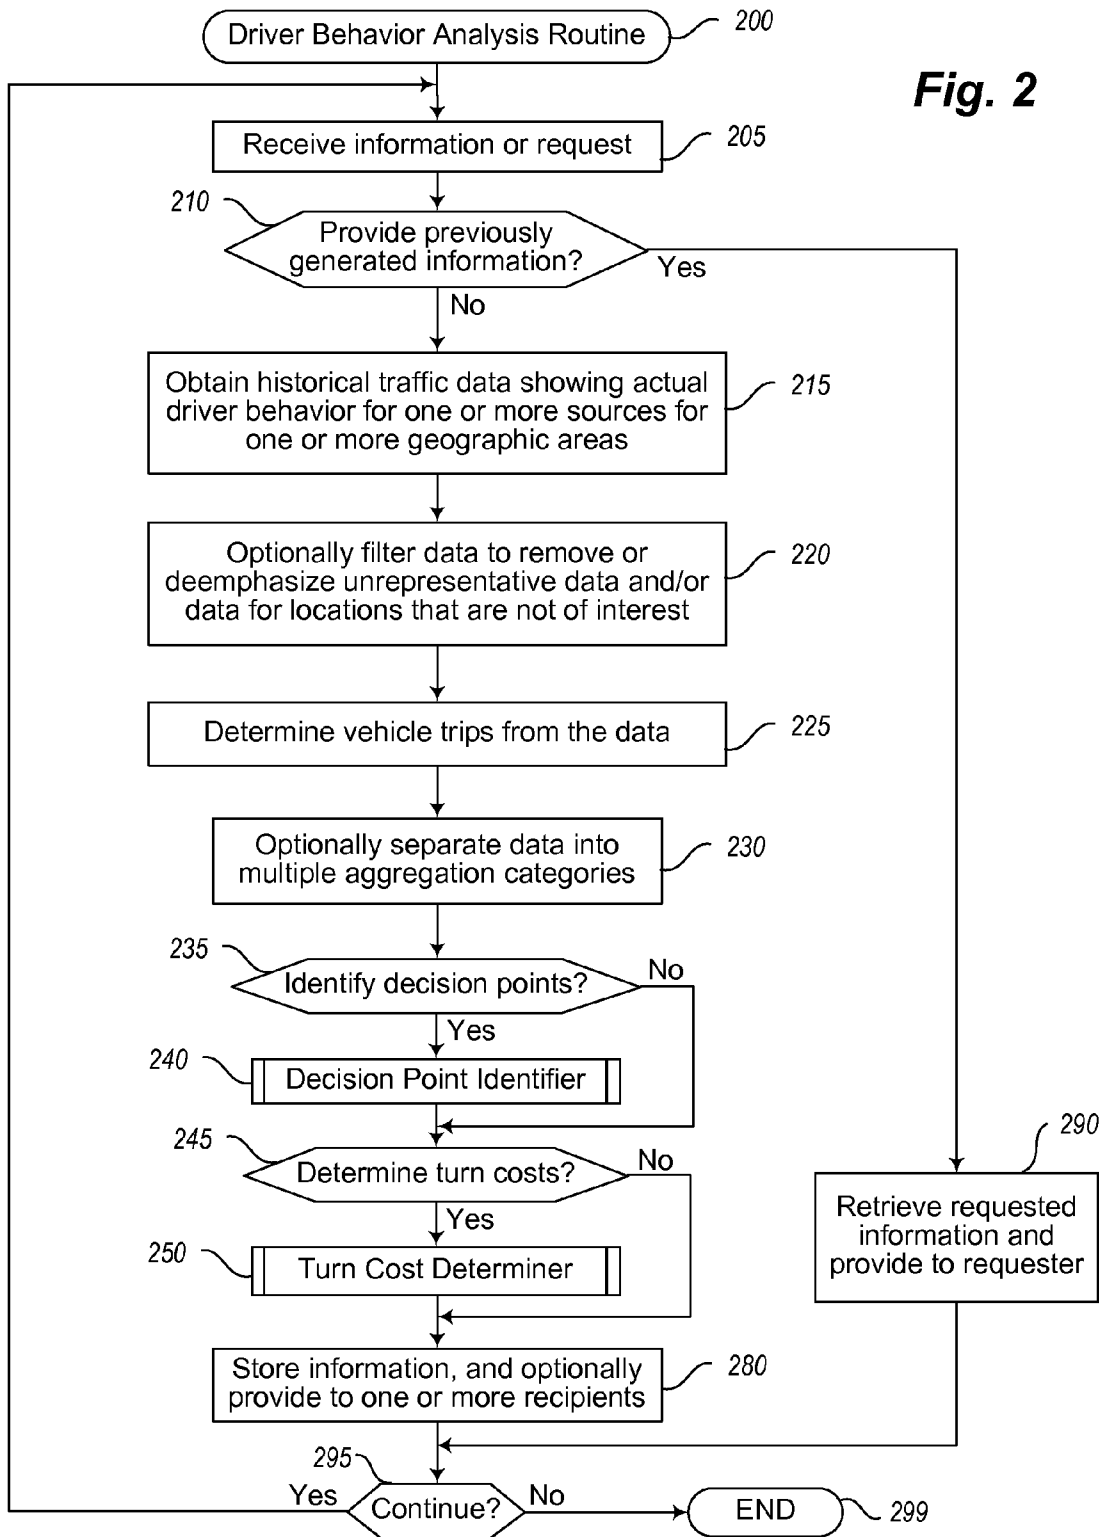 Driver Behavior Analysis Routine
200
Fig. 2
Receive information or request
205
210
Provide previously
generated information?
Yes
No
Obtain historical traffic data showing actual
driver behavior for one or more sources for
one or more geographic areas
215
Optionally filter data to remove or
deemphasize unrepresentative data and/or
data for locations that are not of interest
220
Determine vehicle trips from the data
225
Optionally separate data into
multiple aggregation categories
230
235
Identify decision points?
No
Yes
240
Decision Point Identifier
245
Determine turn costs?
No
Yes
250
Turn Cost Determiner
290
Retrieve requested
information and
provide to requester
Store information, and optionally
provide to one or more recipients
280
295
Yes
Continue?
No
END
299